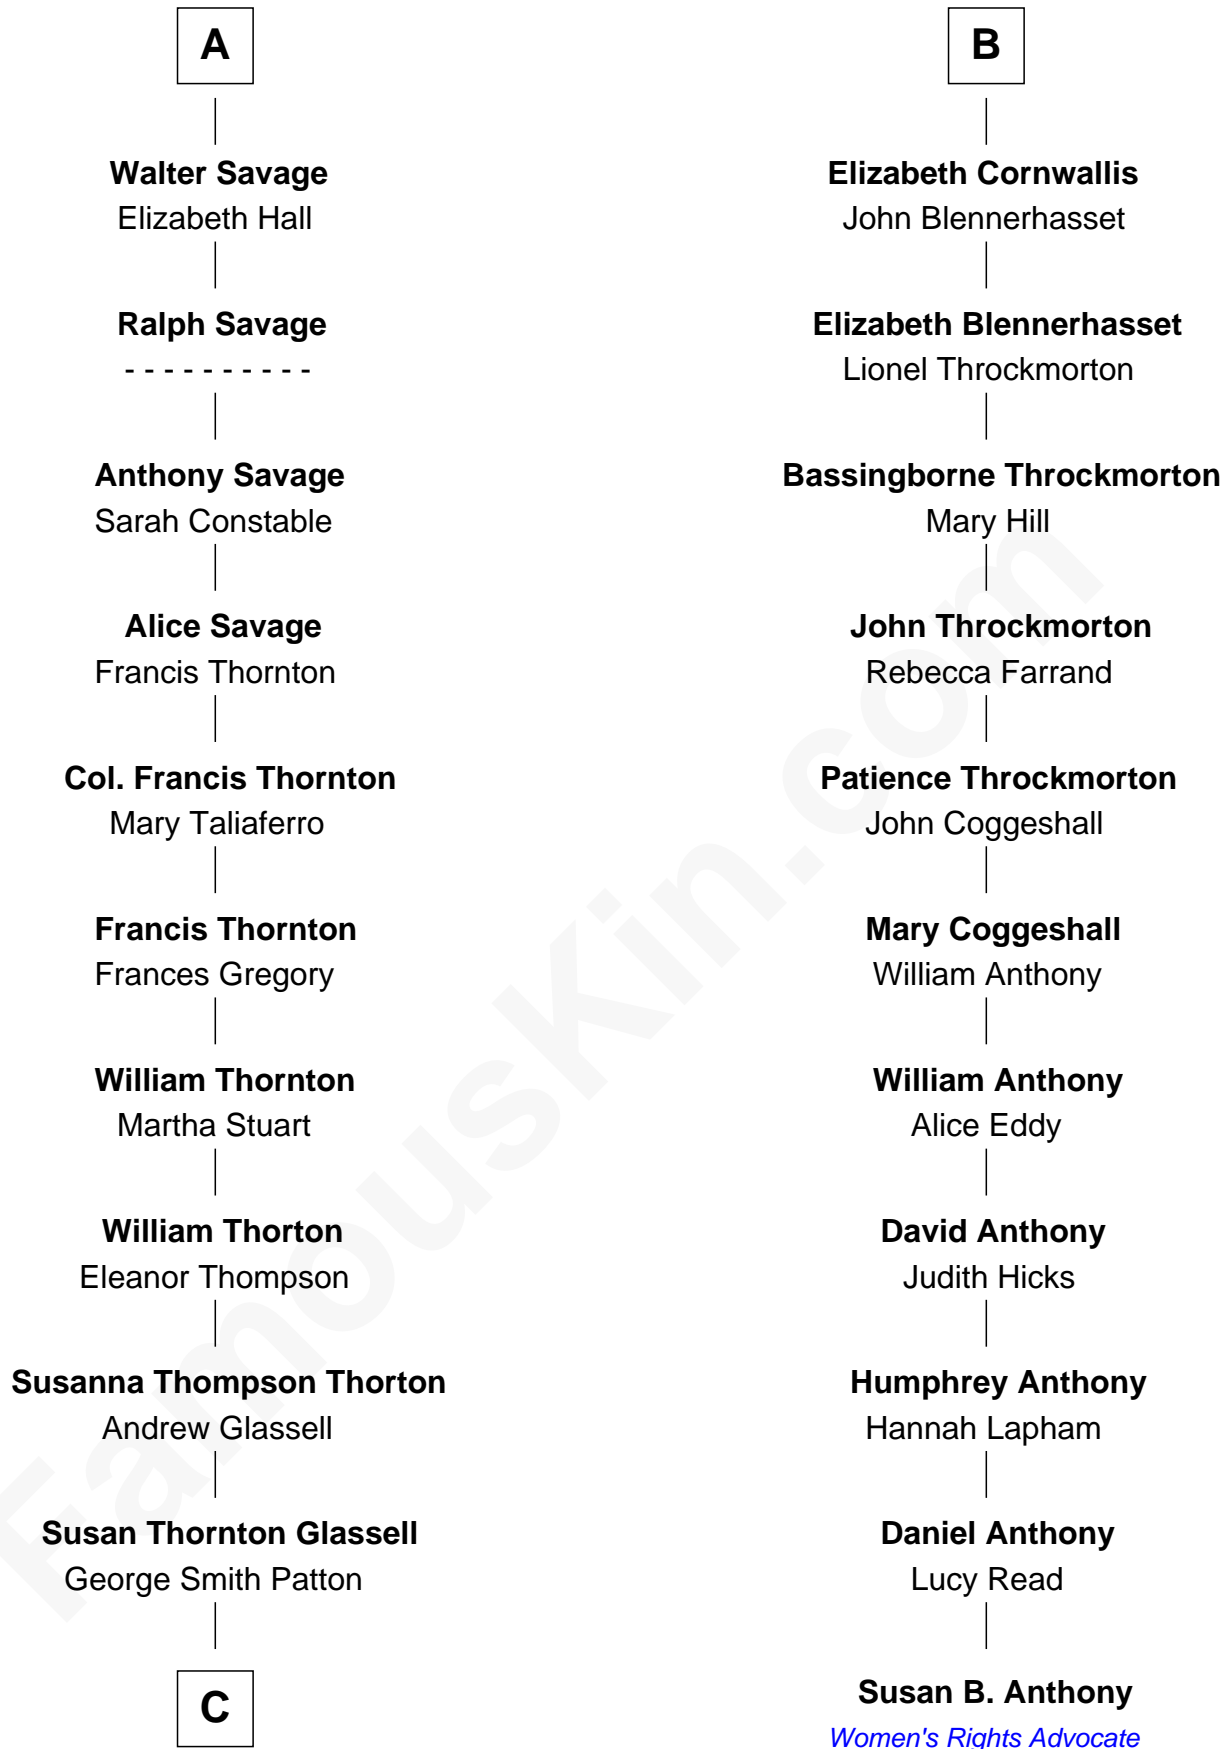 A
Walter Savage
Elizabeth Hall
Ralph Savage
- - - - - - - - - -
Anthony Savage
Sarah Constable
Alice Savage
Francis Thornton
Col. Francis Thornton
Mary Taliaferro
Francis Thornton
Frances Gregory
William Thornton
Martha Stuart
William Thorton
Eleanor Thompson
Susanna Thompson Thorton
Andrew Glassell
Susan Thornton Glassell
George Smith Patton
C
B
Elizabeth Cornwallis
John Blennerhasset
Elizabeth Blennerhasset
Lionel Throckmorton
Bassingborne Throckmorton
Mary Hill
John Throckmorton
Rebecca Farrand
Patience Throckmorton
John Coggeshall
Mary Coggeshall
William Anthony
William Anthony
Alice Eddy
David Anthony
Judith Hicks
Humphrey Anthony
Hannah Lapham
Daniel Anthony
Lucy Read
Susan B. Anthony
Women's Rights Advocate
FamousKin.com